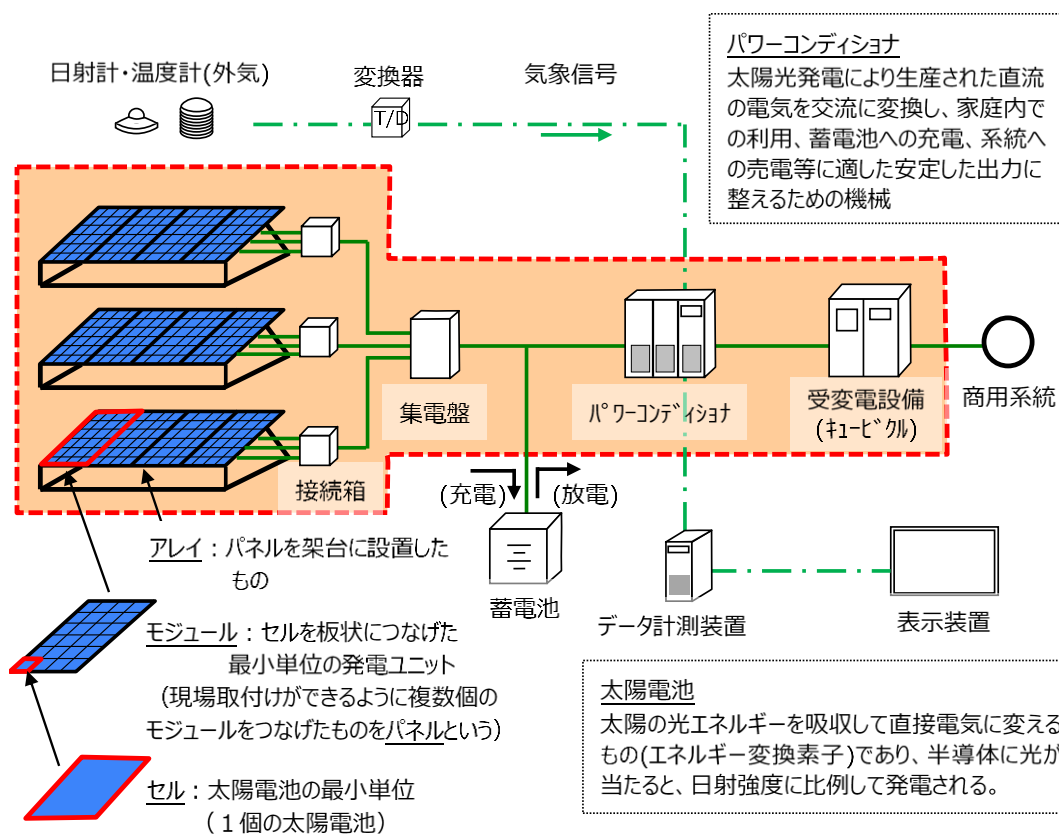 日射計・温度計(外気)
変換器
気象信号
T/D
パワーコンディショナ
太陽光発電により生産された直流
の電気を交流に変換し、家庭内で
の利用、蓄電池への充電、系統へ
の売電等に適した安定した出力に
整えるための機械
集電盤
ﾊﾟﾜｰｺﾝﾃﾞｨｼｮﾅ
受変電設備
(ｷｭｰﾋﾞｸﾙ)
商用系統
接続箱
(充電)
(放電)
蓄電池
データ計測装置
表示装置
アレイ：パネルを架台に設置した
もの
モジュール：セルを板状につなげた
最小単位の発電ユニット
（現場取付けができるように複数個の
モジュールをつなげたものをパネルという）
セル：太陽電池の最小単位
（１個の太陽電池）
太陽電池
太陽の光エネルギーを吸収して直接電気に変える
もの(エネルギー変換素子)であり、半導体に光が
当たると、日射強度に比例して発電される。